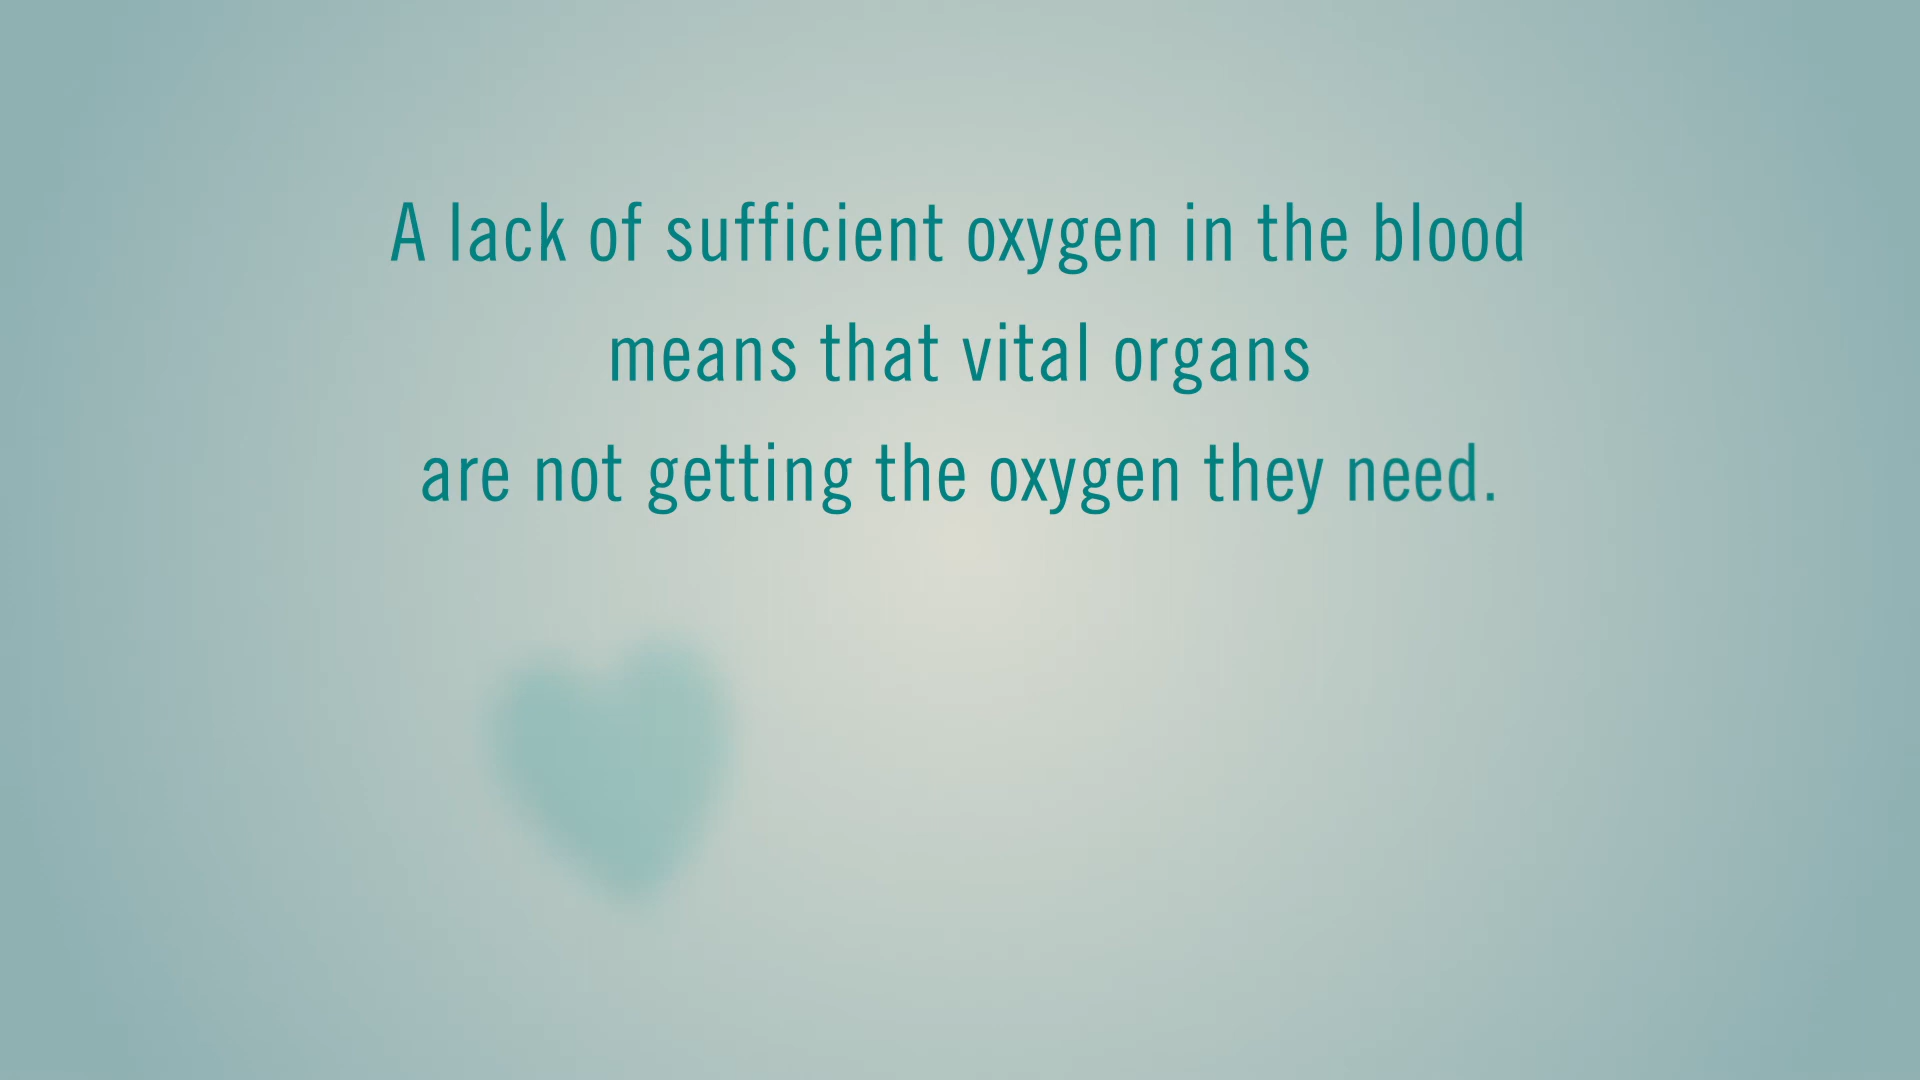 A lack of sufficient oxygen in the blood
means that vital organs
are not getting the oxygen they need.